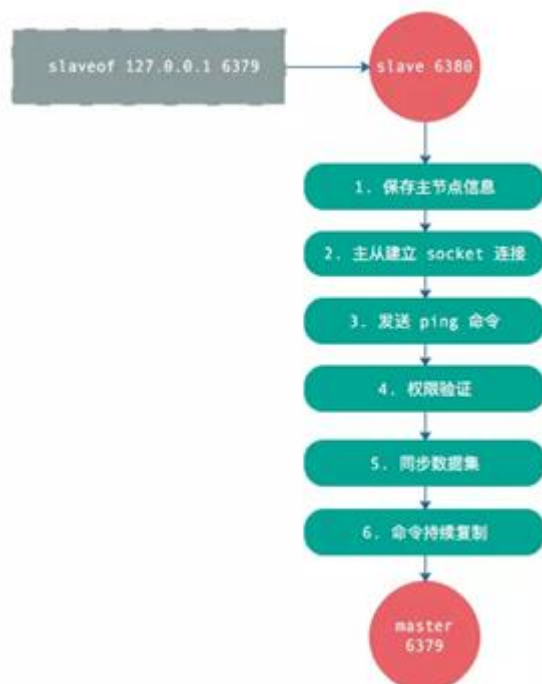 slaveof 127.0.0.1 6379
slave 6380
1. 保存主节点信息
2. 主从建立 socket 连接
3. 发送 ping 命令
4. 权限验证
5. 同步数据集
6. 命令持续复制
master
6379